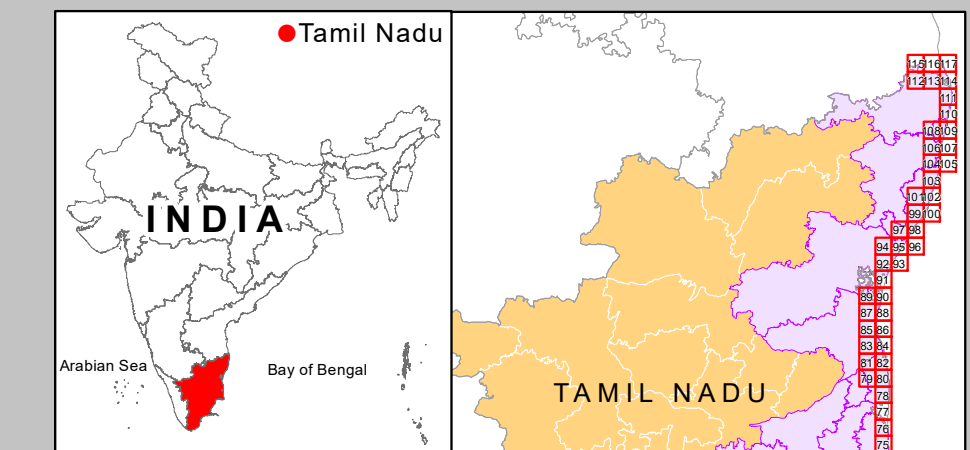 Tamil Nadu
INDIA
Arabian Sea
Bay of Bengal
TAMIL NADU
115 116 117
112 113 114
111
110
108 109
106 107
104 105
103
101 102
99 100
97 98
94 95 96
92 93
91
89 90
87 88
85 86
83 84
81 82
79 80
78
77
76
75